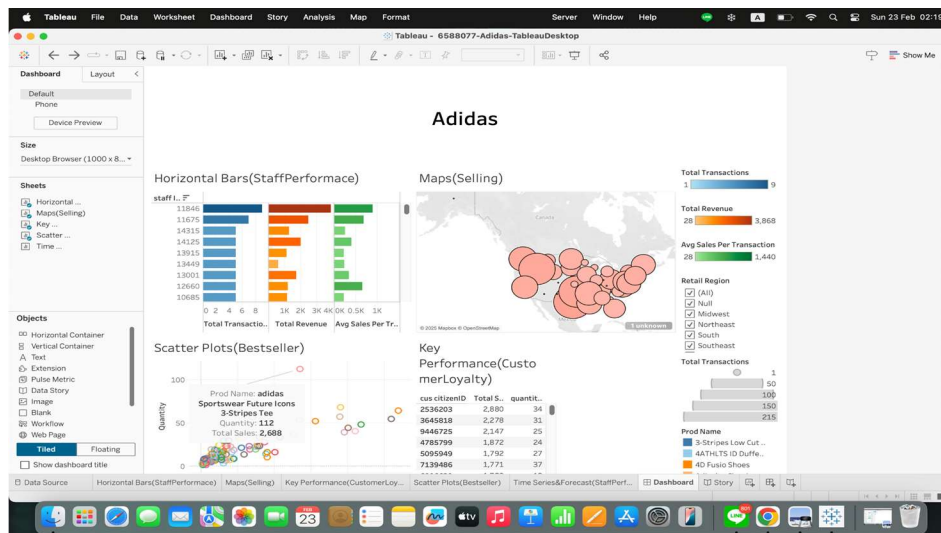 Tableau File Data Worksheet Dashboard Story Analysis Map Format Server Window Help A Sun 23 Feb 02:19
Tableau - 6588077-Adidas-TableauDesktop
Show Me
Dashboard Layout
Default
Phone
Device Preview
Size
Desktop Browser (1000 x 8...
Sheets
Horizontal ...
Maps(Selling)
Key ...
Scatter ...
Time ...
Objects
Horizontal Container
Vertical Container
A Text
Extension
Pulse Metric
Data Story
Image
Blank
Workflow
Web Page
Tiled Floating
Show dashboard title
Adidas
Horizontal Bars(StaffPerformace)
staff I..
11846
11675
14315
14125
13915
13449
13001
12660
10685
0 2 4 6 8 1K 2K 3K 4K 0K 0.5K 1K
Total Transactio.. Total Revenue Avg Sales Per Tr..
Maps(Selling)
Canada
© 2025 Mapbox © OpenStreetMap
1 unknown
Scatter Plots(Bestseller)
Quantity
100
50
0
Prod Name: adidas
Sportswear Future Icons
3-Stripes Tee
Quantity: 112
Total Sales: 2,688
Key
Performance(Custo
merLoyalty)
cus citizenID Total S.. quantit..
2536203 2,880 34
3645818 2,278 31
9446725 2,147 25
4785799 1,872 24
5095949 1,792 27
7139486 1,771 37
Total Transactions
1 9
Total Revenue
28 3,868
Avg Sales Per Transaction
28 1,440
Retail Region
(All)
Null
Midwest
Northeast
South
Southeast
Total Transactions
1
50
100
150
215
Prod Name
3-Stripes Low Cut ...
4ATHLTS ID Duffe..
4D Fusio Shoes
Data Source Horizontal Bars(StaffPerformace) Maps(Selling) Key Performance(CustomerLoy... Scatter Plots(Bestseller) Time Series&Forecast(StaffPerf... Dashboard Story
FEB
23
tv